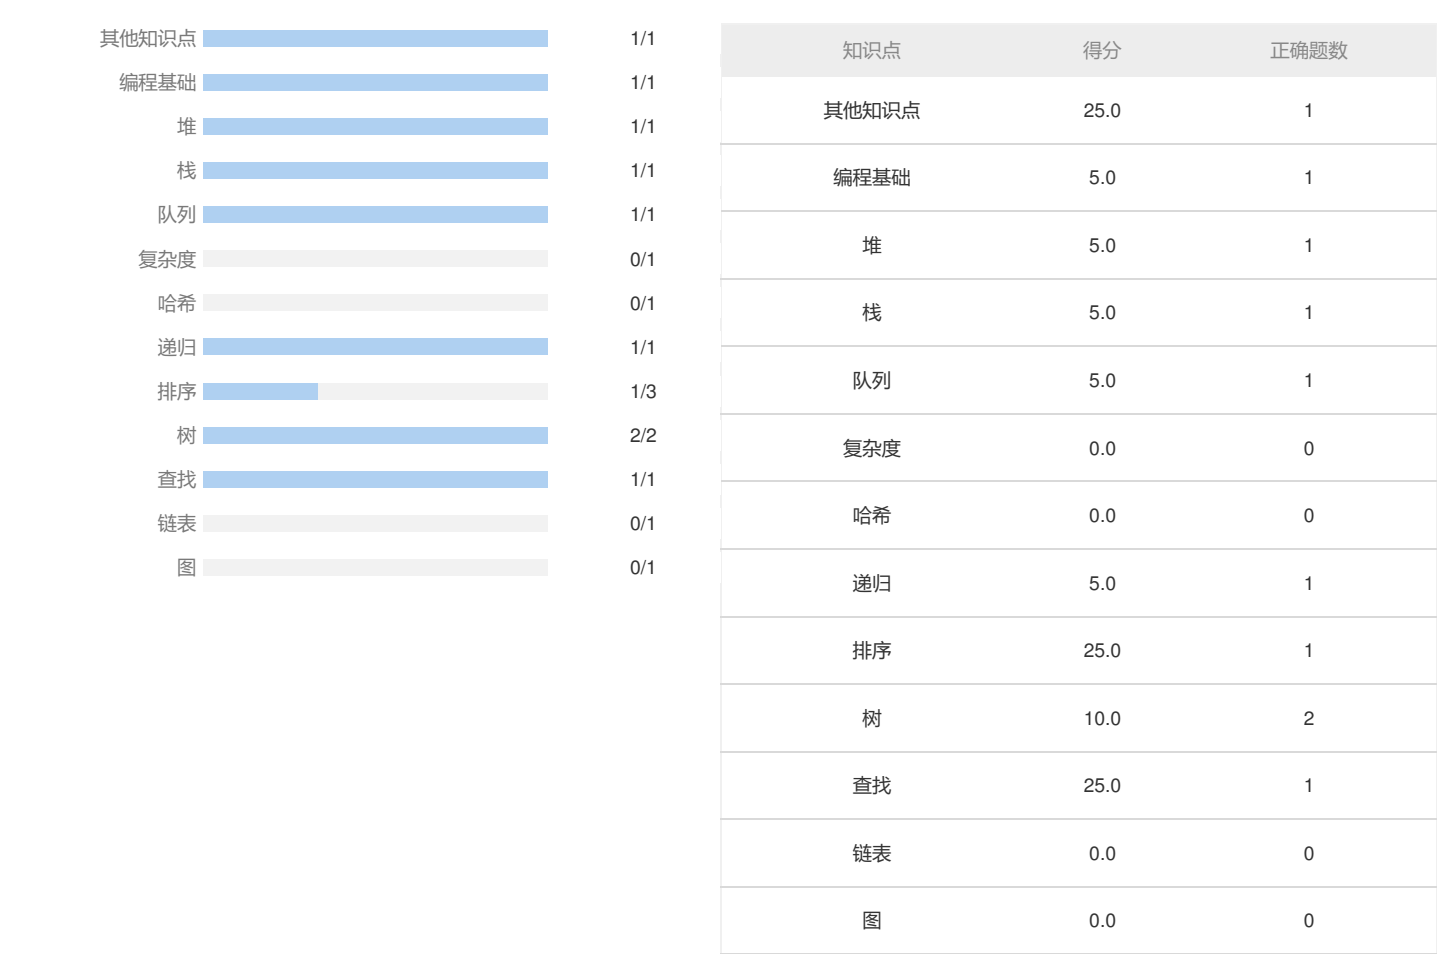 其他知识点 1/1
编程基础 1/1
堆 1/1
栈 1/1
队列 1/1
复杂度 0/1
哈希 0/1
递归 1/1
排序 1/3
树 2/2
查找 1/1
链表 0/1
图 0/1
知识点 得分 正确题数
其他知识点 25.0 1
编程基础 5.0 1
堆 5.0 1
栈 5.0 1
队列 5.0 1
复杂度 0.0 0
哈希 0.0 0
递归 5.0 1
排序 25.0 1
树 10.0 2
查找 25.0 1
链表 0.0 0
图 0.0 0